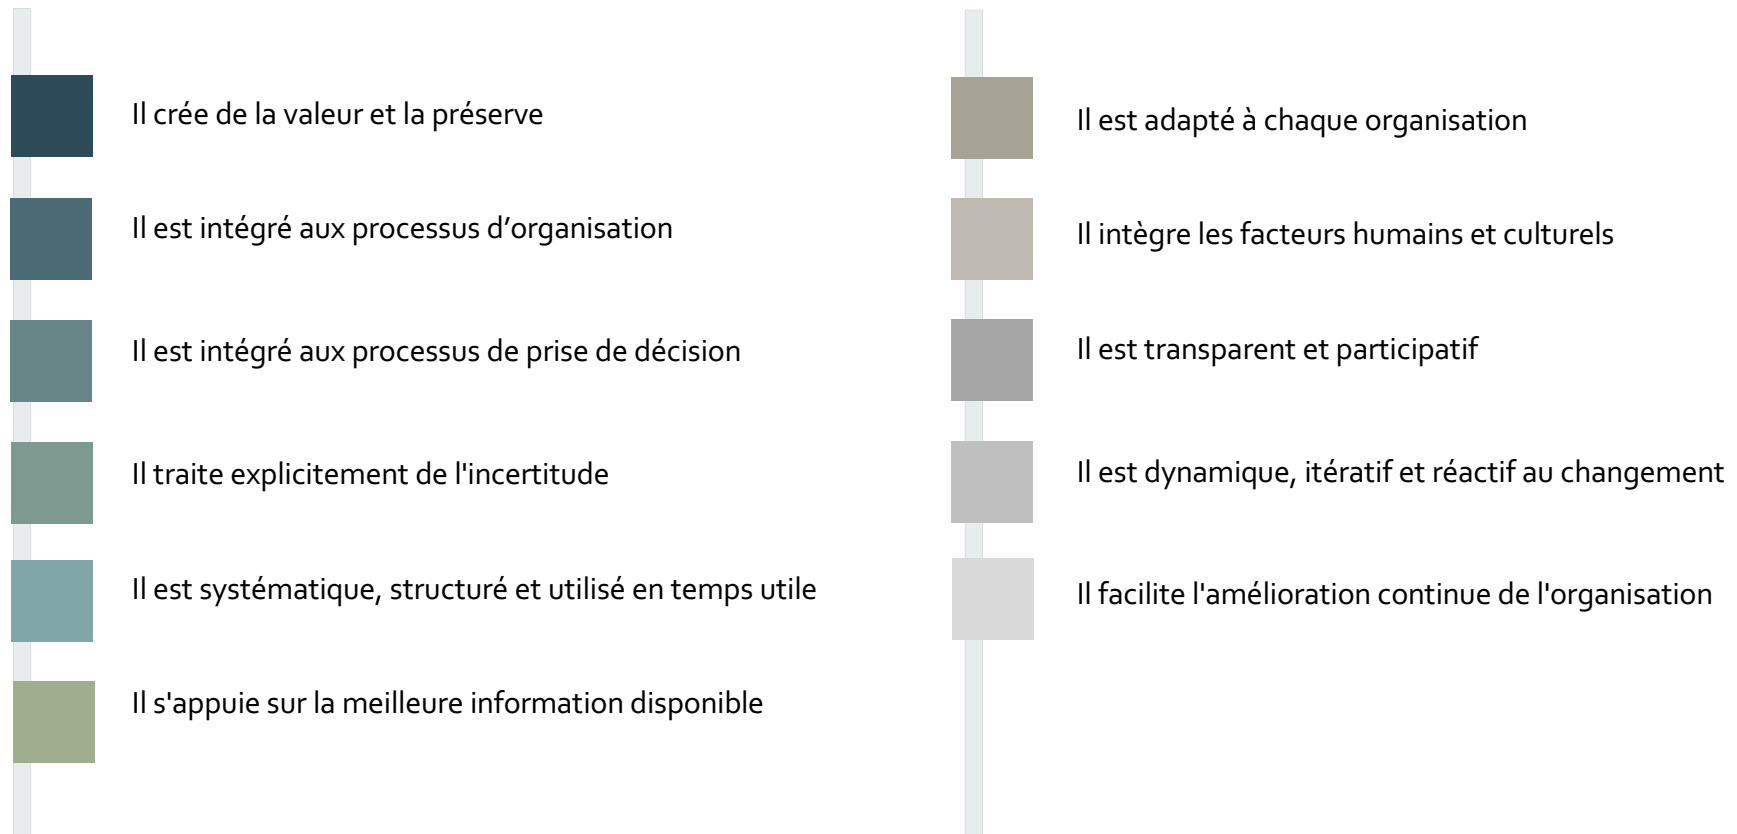 Il crée de la valeur et la préserve
Il est intégré aux processus d’organisation
Il est intégré aux processus de prise de décision
Il traite explicitement de l'incertitude
Il est systématique, structuré et utilisé en temps utile
Il s'appuie sur la meilleure information disponible
Il est adapté à chaque organisation
Il intègre les facteurs humains et culturels
Il est transparent et participatif
Il est dynamique, itératif et réactif au changement
Il facilite l'amélioration continue de l'organisation